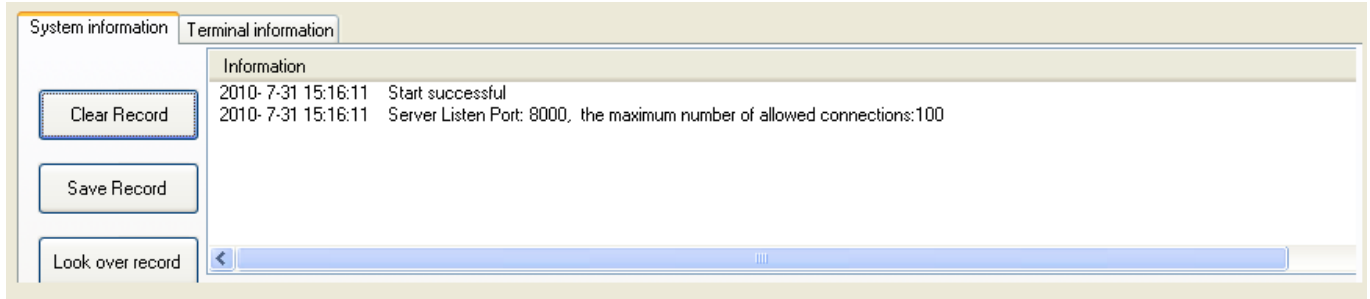 System information Terminal information
Information
2010- 7-31 15:16:11 Start successful
2010- 7-31 15:16:11 Server Listen Port: 8000, the maximum number of allowed connections:100
Clear Record
Save Record
Look over record